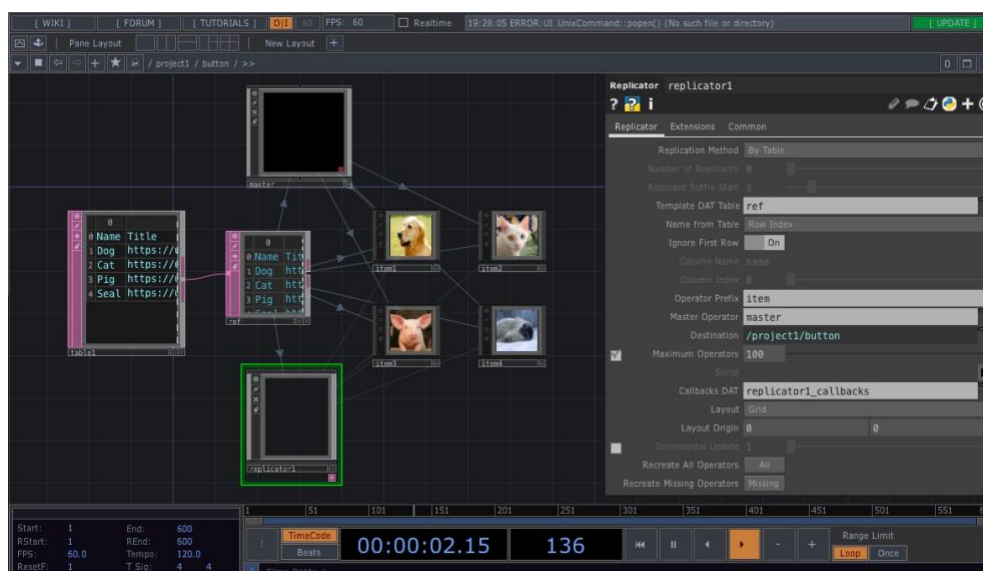 [ WIKI ] [ FORUM ] [ TUTORIALS ] O|I 60 FPS: 60 Realtime 19:28:05 ERROR:UI UnixCommand::popen() (No such file or directory) [ UPDATE ]
Pane Layout New Layout +
/ project1 / button / >> 0
Replicator replicator1
Replicator Extensions Common
Replication Method By Table
Number of Replicants 0
Replicant Suffix Start 1
Template DAT Table ref
Name from Table Row Index
Ignore First Row On
Column Name name
Column Index 0
Operator Prefix item
Master Operator master
Destination /project1/button
Maximum Operators 100
Script
Callbacks DAT replicator1_callbacks
Layout Grid
Layout Origin 0 0
Incremental Update 1
Recreate All Operators All
Recreate Missing Operators Missing
master
0
0 Name Title
1 Dog https://
2 Cat https://
3 Pig https://
4 Seal https://
table1
0
0 Name Tit
1 Dog htt
2 Cat htt
3 Pig htt
ref
item1
item2
item3
item4
replicator1
1 51 101 151 201 251 301 351 401 451 501 551
Start: 1 End: 600
RStart: 1 REnd: 600
FPS: 60.0 Tempo: 120.0
ResetF: 1 T Sig: 4 4
TimeCode
Beats
00:00:02.15
136
- +
Range Limit
Loop Once